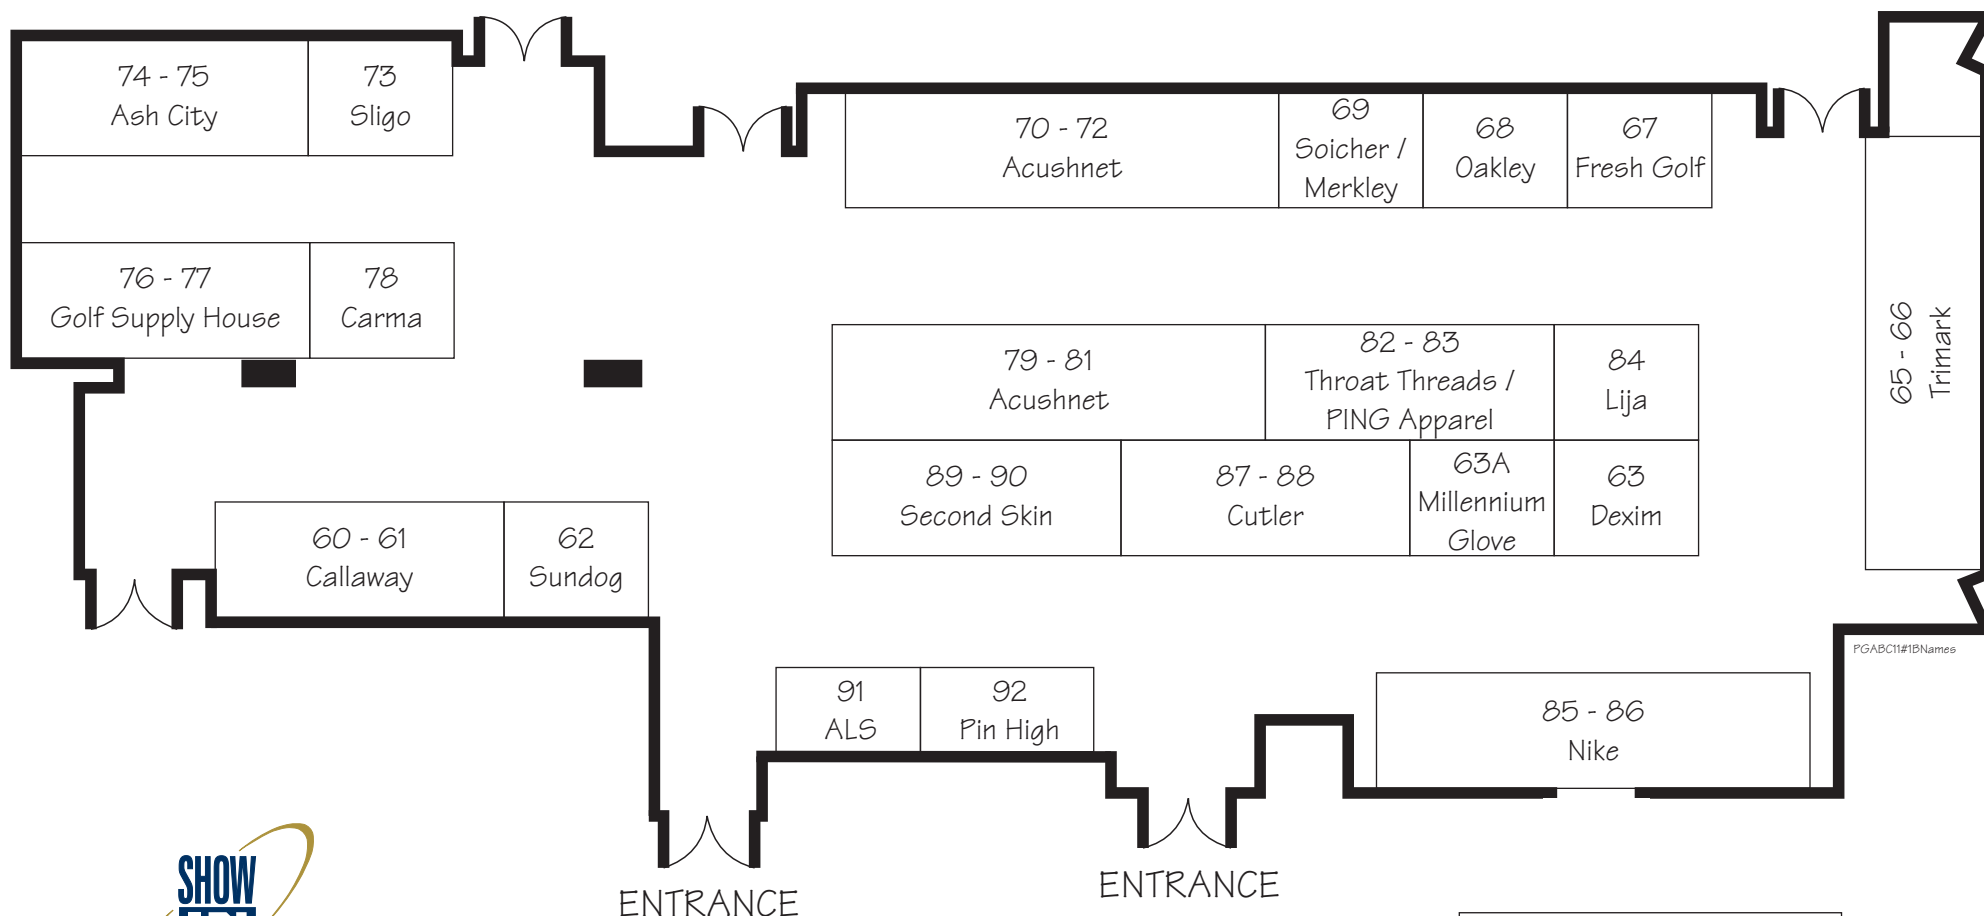 74 - 75
Ash City
73
Sligo
70 - 72
Acushnet
69
Soicher /
Merkley
68
Oakley
67
Fresh Golf
76 - 77
Golf Supply House
78
Carma
65 - 66
Trimark
79 - 81
Acushnet
82 - 83
Throat Threads /
PING Apparel
84
Lija
89 - 90
Second Skin
87 - 88
Cutler
63A
Millennium
Glove
63
Dexim
60 - 61
Callaway
62
Sundog
PGABC11#1BNames
91
ALS
92
Pin High
85 - 86
Nike
ENTRANCE
ENTRANCE
SHOW